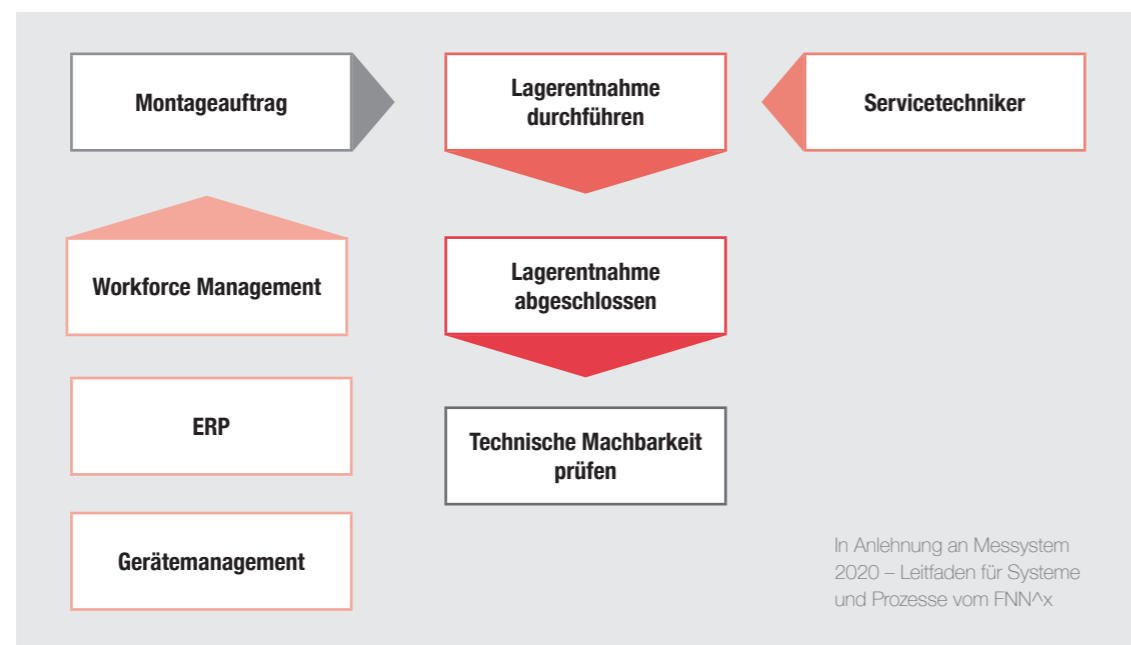 Montageauftrag
Lagerentnahme
durchführen
Servicetechniker
Workforce Management
Lagerentnahme
abgeschlossen
ERP
Technische Machbarkeit
prüfen
Gerätemanagement
In Anlehnung an Messystem
2020 – Leitfaden für Systeme
und Prozesse vom FNN^x